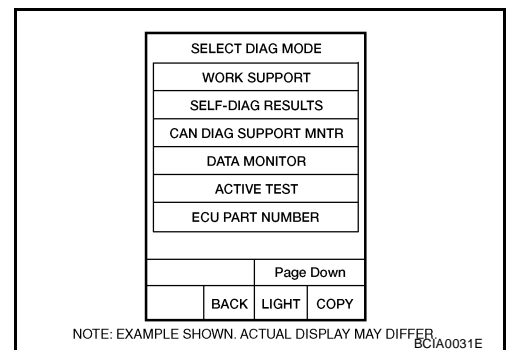 SELECT DIAG MODE
WORK SUPPORT
SELF-DIAG RESULTS
CAN DIAG SUPPORT MNTR
DATA MONITOR
ACTIVE TEST
ECU PART NUMBER
Page Down
BACK LIGHT COPY
NOTE: EXAMPLE SHOWN. ACTUAL DISPLAY MAY DIFFER.
BCIA0031E